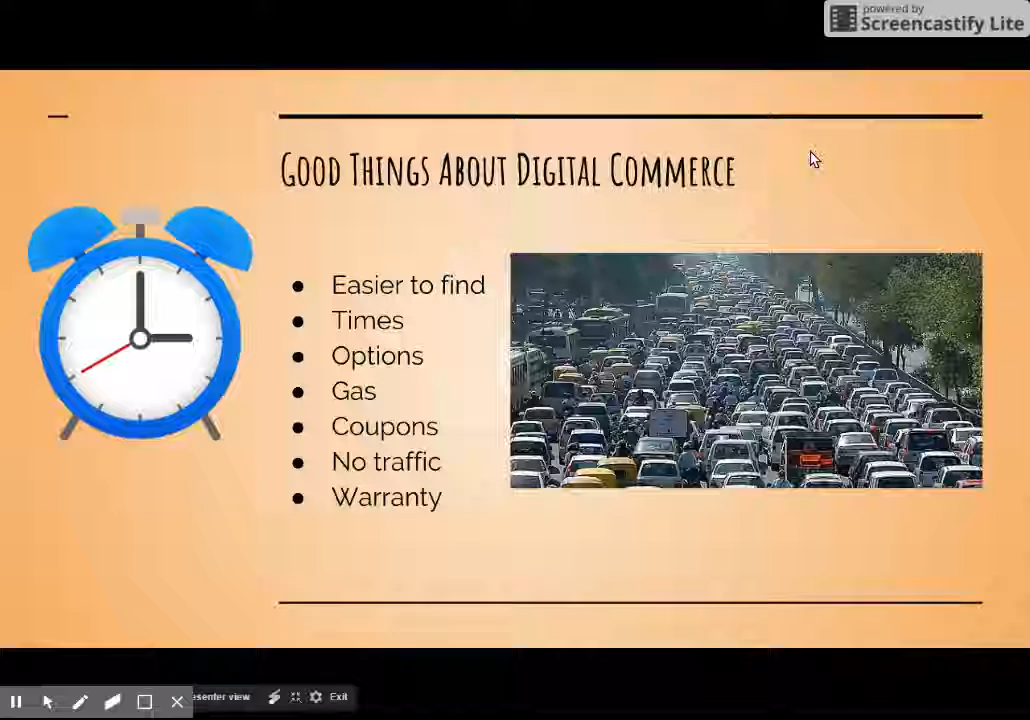 powered by
Screencastify Lite
Good Things About Digital Commerce
● Easier to find
● Times
● Options
● Gas
● Coupons
● No traffic
● Warranty
view
Exit